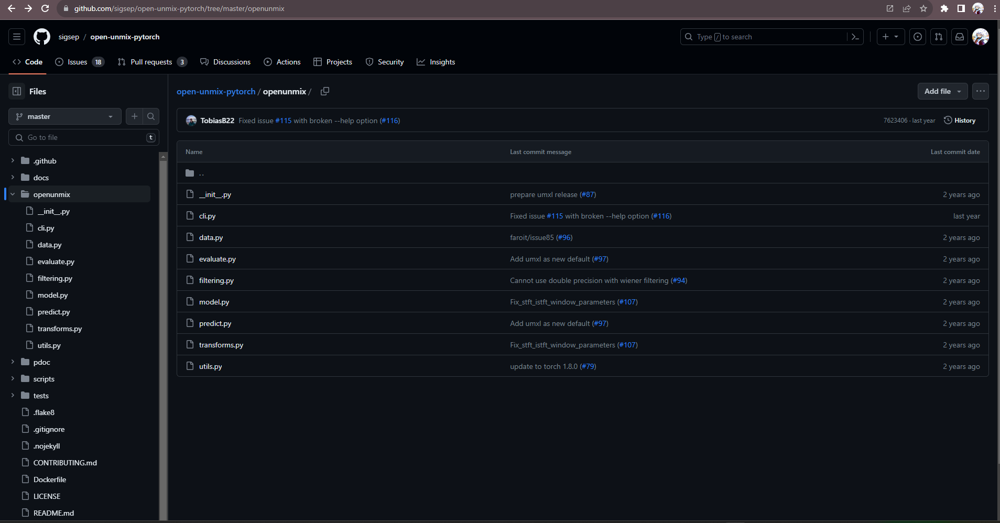 github.com/sigsep/open-unmix-pytorch/tree/master/openunmix
sigsep / open-unmix-pytorch
Type / to search
Code
Issues 18
Pull requests 3
Discussions
Actions
Projects
Security
Insights
Files
master
Go to file
t
.github
docs
openunmix
__init__.py
cli.py
data.py
evaluate.py
filtering.py
model.py
predict.py
transforms.py
utils.py
pdoc
scripts
tests
.flake8
.gitignore
.nojekyll
CONTRIBUTING.md
Dockerfile
LICENSE
README.md
open-unmix-pytorch / openunmix /
Add file
TobiasB22 Fixed issue #115 with broken --help option (#116)
7623406 · last year
History
Name Last commit message Last commit date
..
__init__.py prepare umxl release (#87) 2 years ago
cli.py Fixed issue #115 with broken --help option (#116) last year
data.py faroit/issue85 (#96) 2 years ago
evaluate.py Add umxl as new default (#97) 2 years ago
filtering.py Cannot use double precision with wiener filtering (#94) 2 years ago
model.py Fix_stft_istft_window_parameters (#107) 2 years ago
predict.py Add umxl as new default (#97) 2 years ago
transforms.py Fix_stft_istft_window_parameters (#107) 2 years ago
utils.py update to torch 1.8.0 (#79) 2 years ago